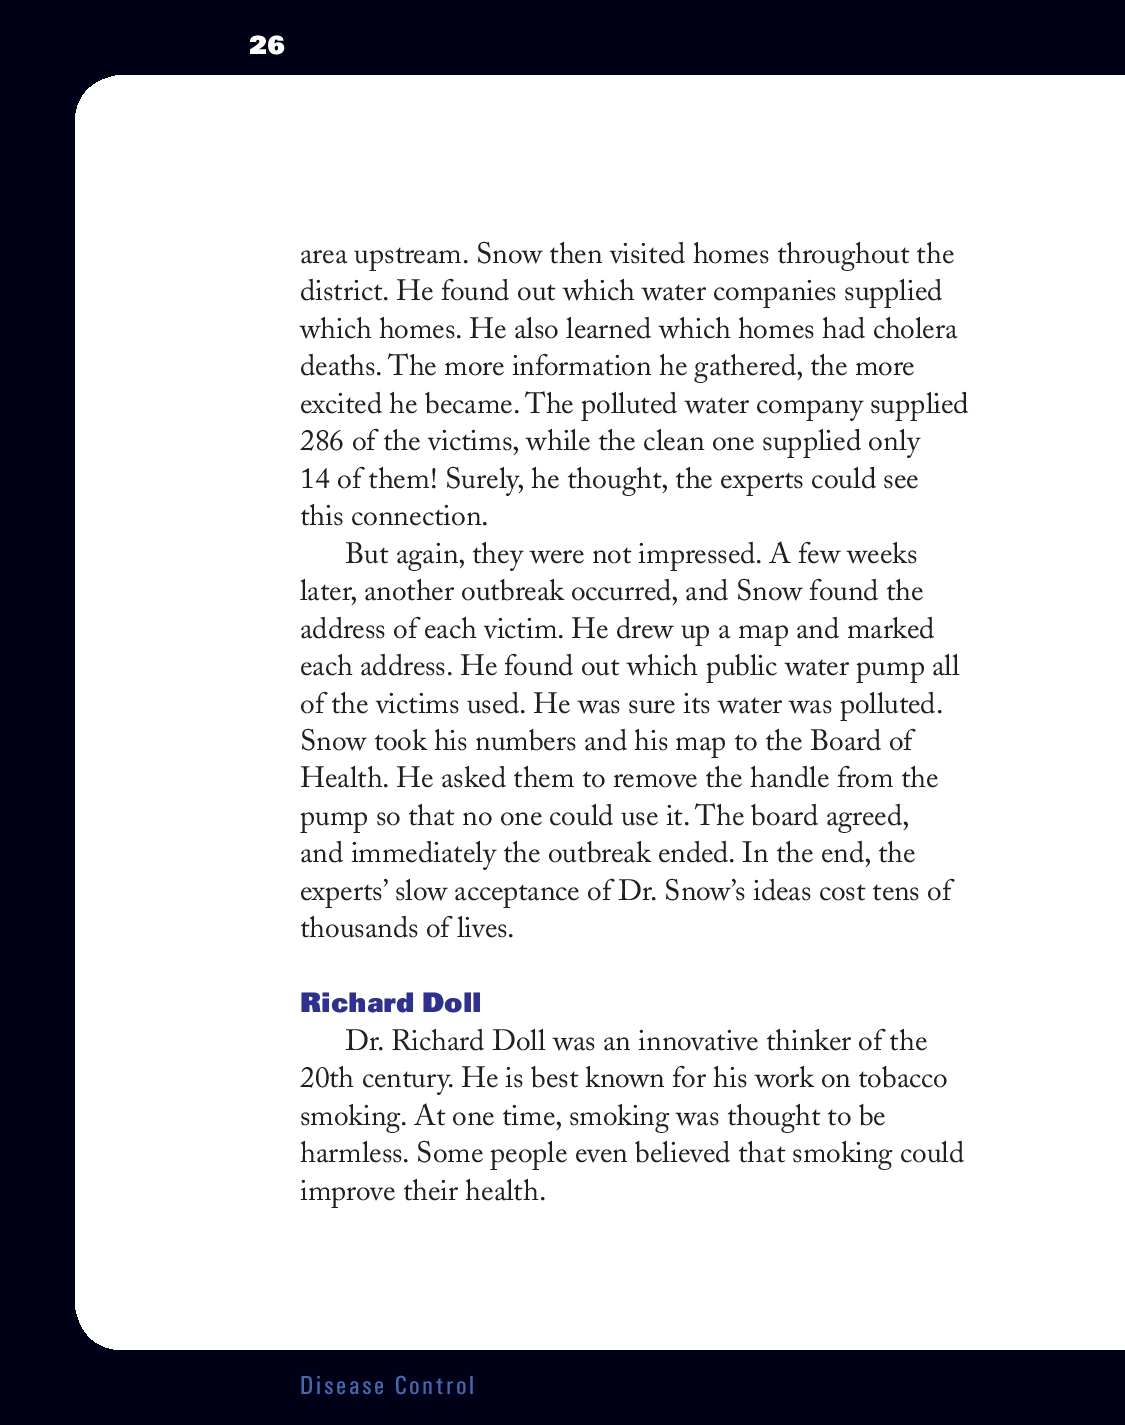 26
area upstream. Snow then visited homes throughout the
district. He found out which water companies supplied
which homes. He also learned which homes had cholera
deaths. The more information he gathered, the more
excited he became. The polluted water company supplied
286 of the victims, while the clean one supplied only
14 of them! Surely, he thought, the experts could see
this connection.
But again, they were not impressed. A few weeks
later, another outbreak occurred, and Snow found the
address of each victim. He drew up a map and marked
each address. He found out which public water pump all
of the victims used. He was sure its water was polluted.
Snow took his numbers and his map to the Board of
Health. He asked them to remove the handle from the
pump so that no one could use it. The board agreed,
and immediately the outbreak ended. In the end, the
experts’ slow acceptance of Dr. Snow’s ideas cost tens of
thousands of lives.
Richard Doll
Dr. Richard Doll was an innovative thinker of the
20th century. He is best known for his work on tobacco
smoking. At one time, smoking was thought to be
harmless. Some people even believed that smoking could
improve their health.
Disease Control